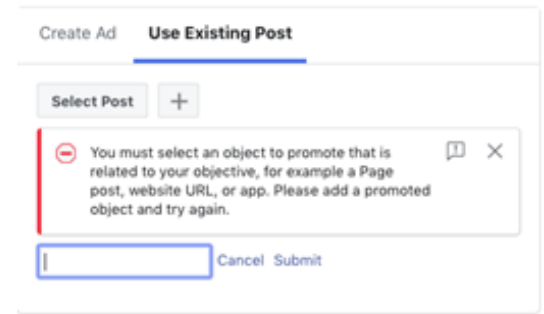 Create Ad Use Existing Post
Select Post +
You must select an object to promote that is
related to your objective, for example a Page
post, website URL, or app. Please add a promoted
object and try again.
Cancel Submit